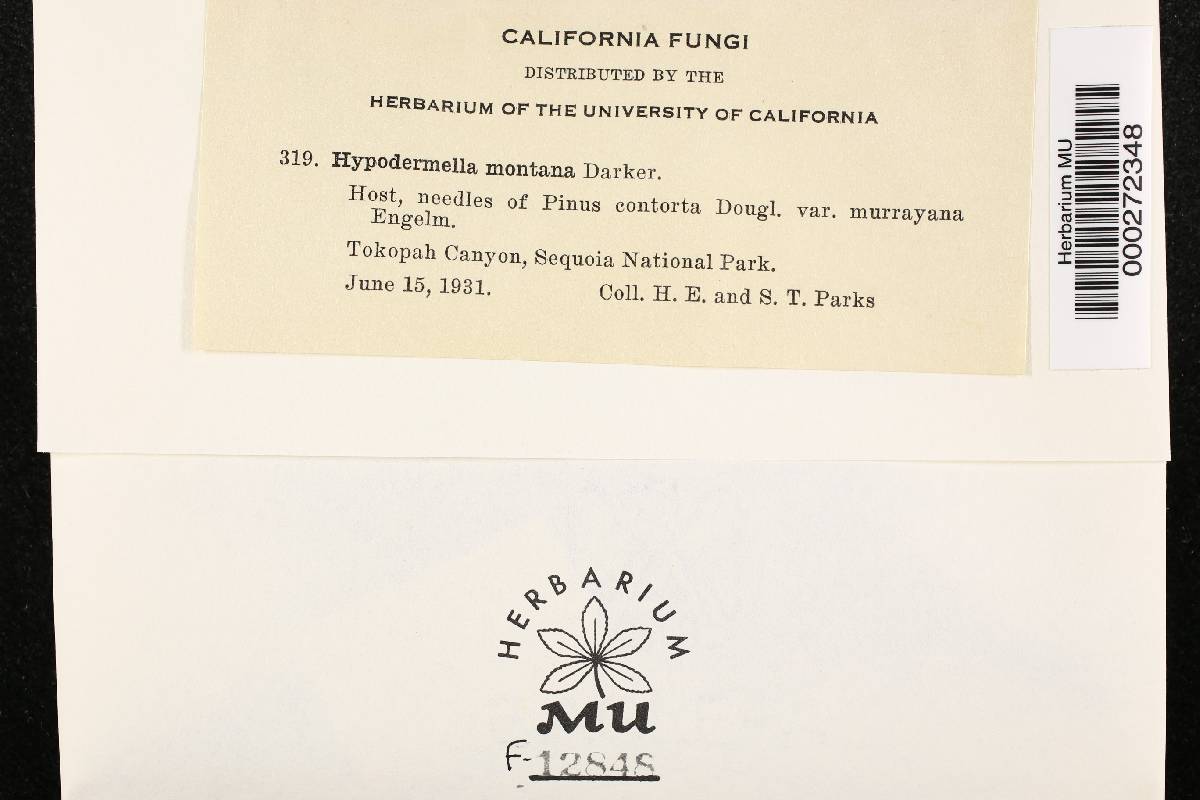 CALIFORNIA FUNGI
DISTRIBUTED BY THE
HERBARIUM OF THE UNIVERSITY OF CALIFORNIA
319. Hypodermella montana Darker.
Host, needles of Pinus contorta Dougl. var. murrayana
Engelm.
Tokopah Canyon, Sequoia National Park.
June 15, 1931. Coll. H. E. and S. T. Parks
Herbarium MU
000272348
HERBARIUM
MU
F-12848